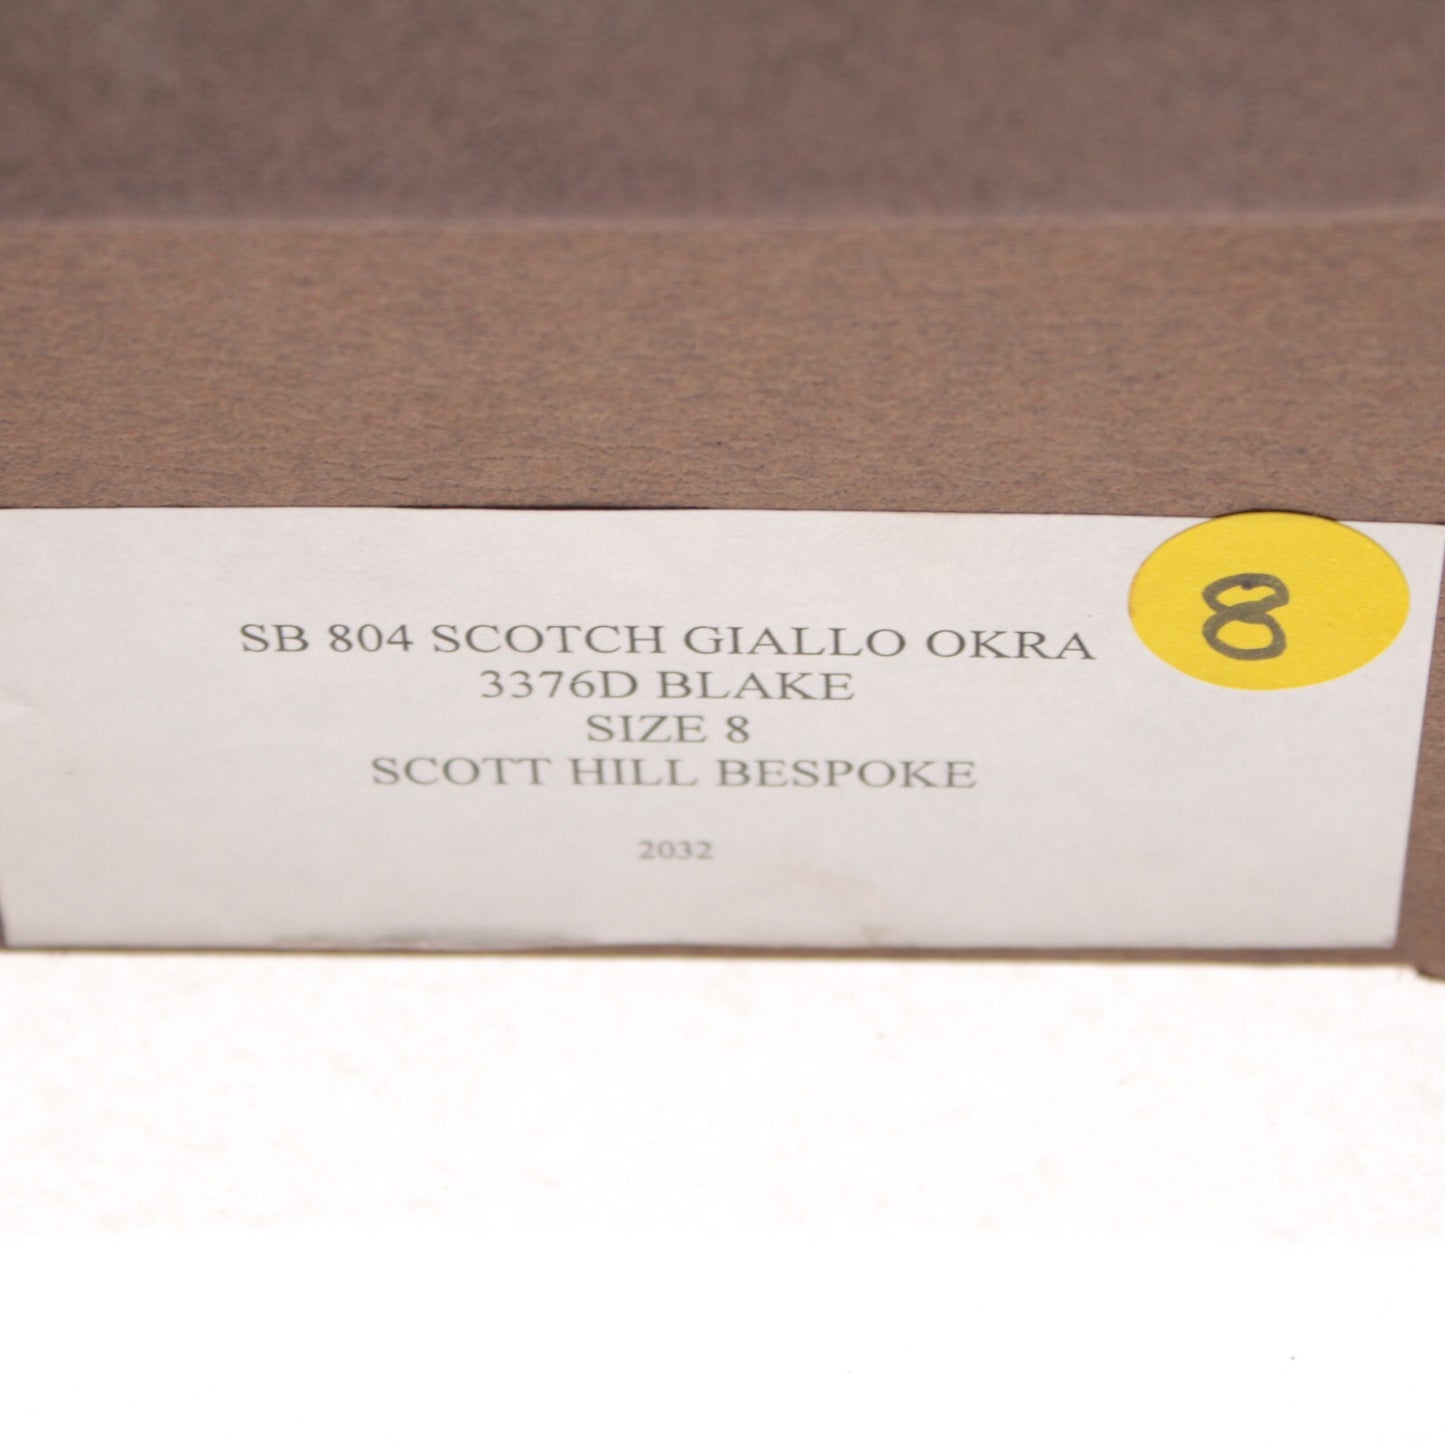 SB 804 SCOTCH GIALLO OKRA
3376D BLAKE
SIZE 8
SCOTT HILL BESPOKE
2032
8